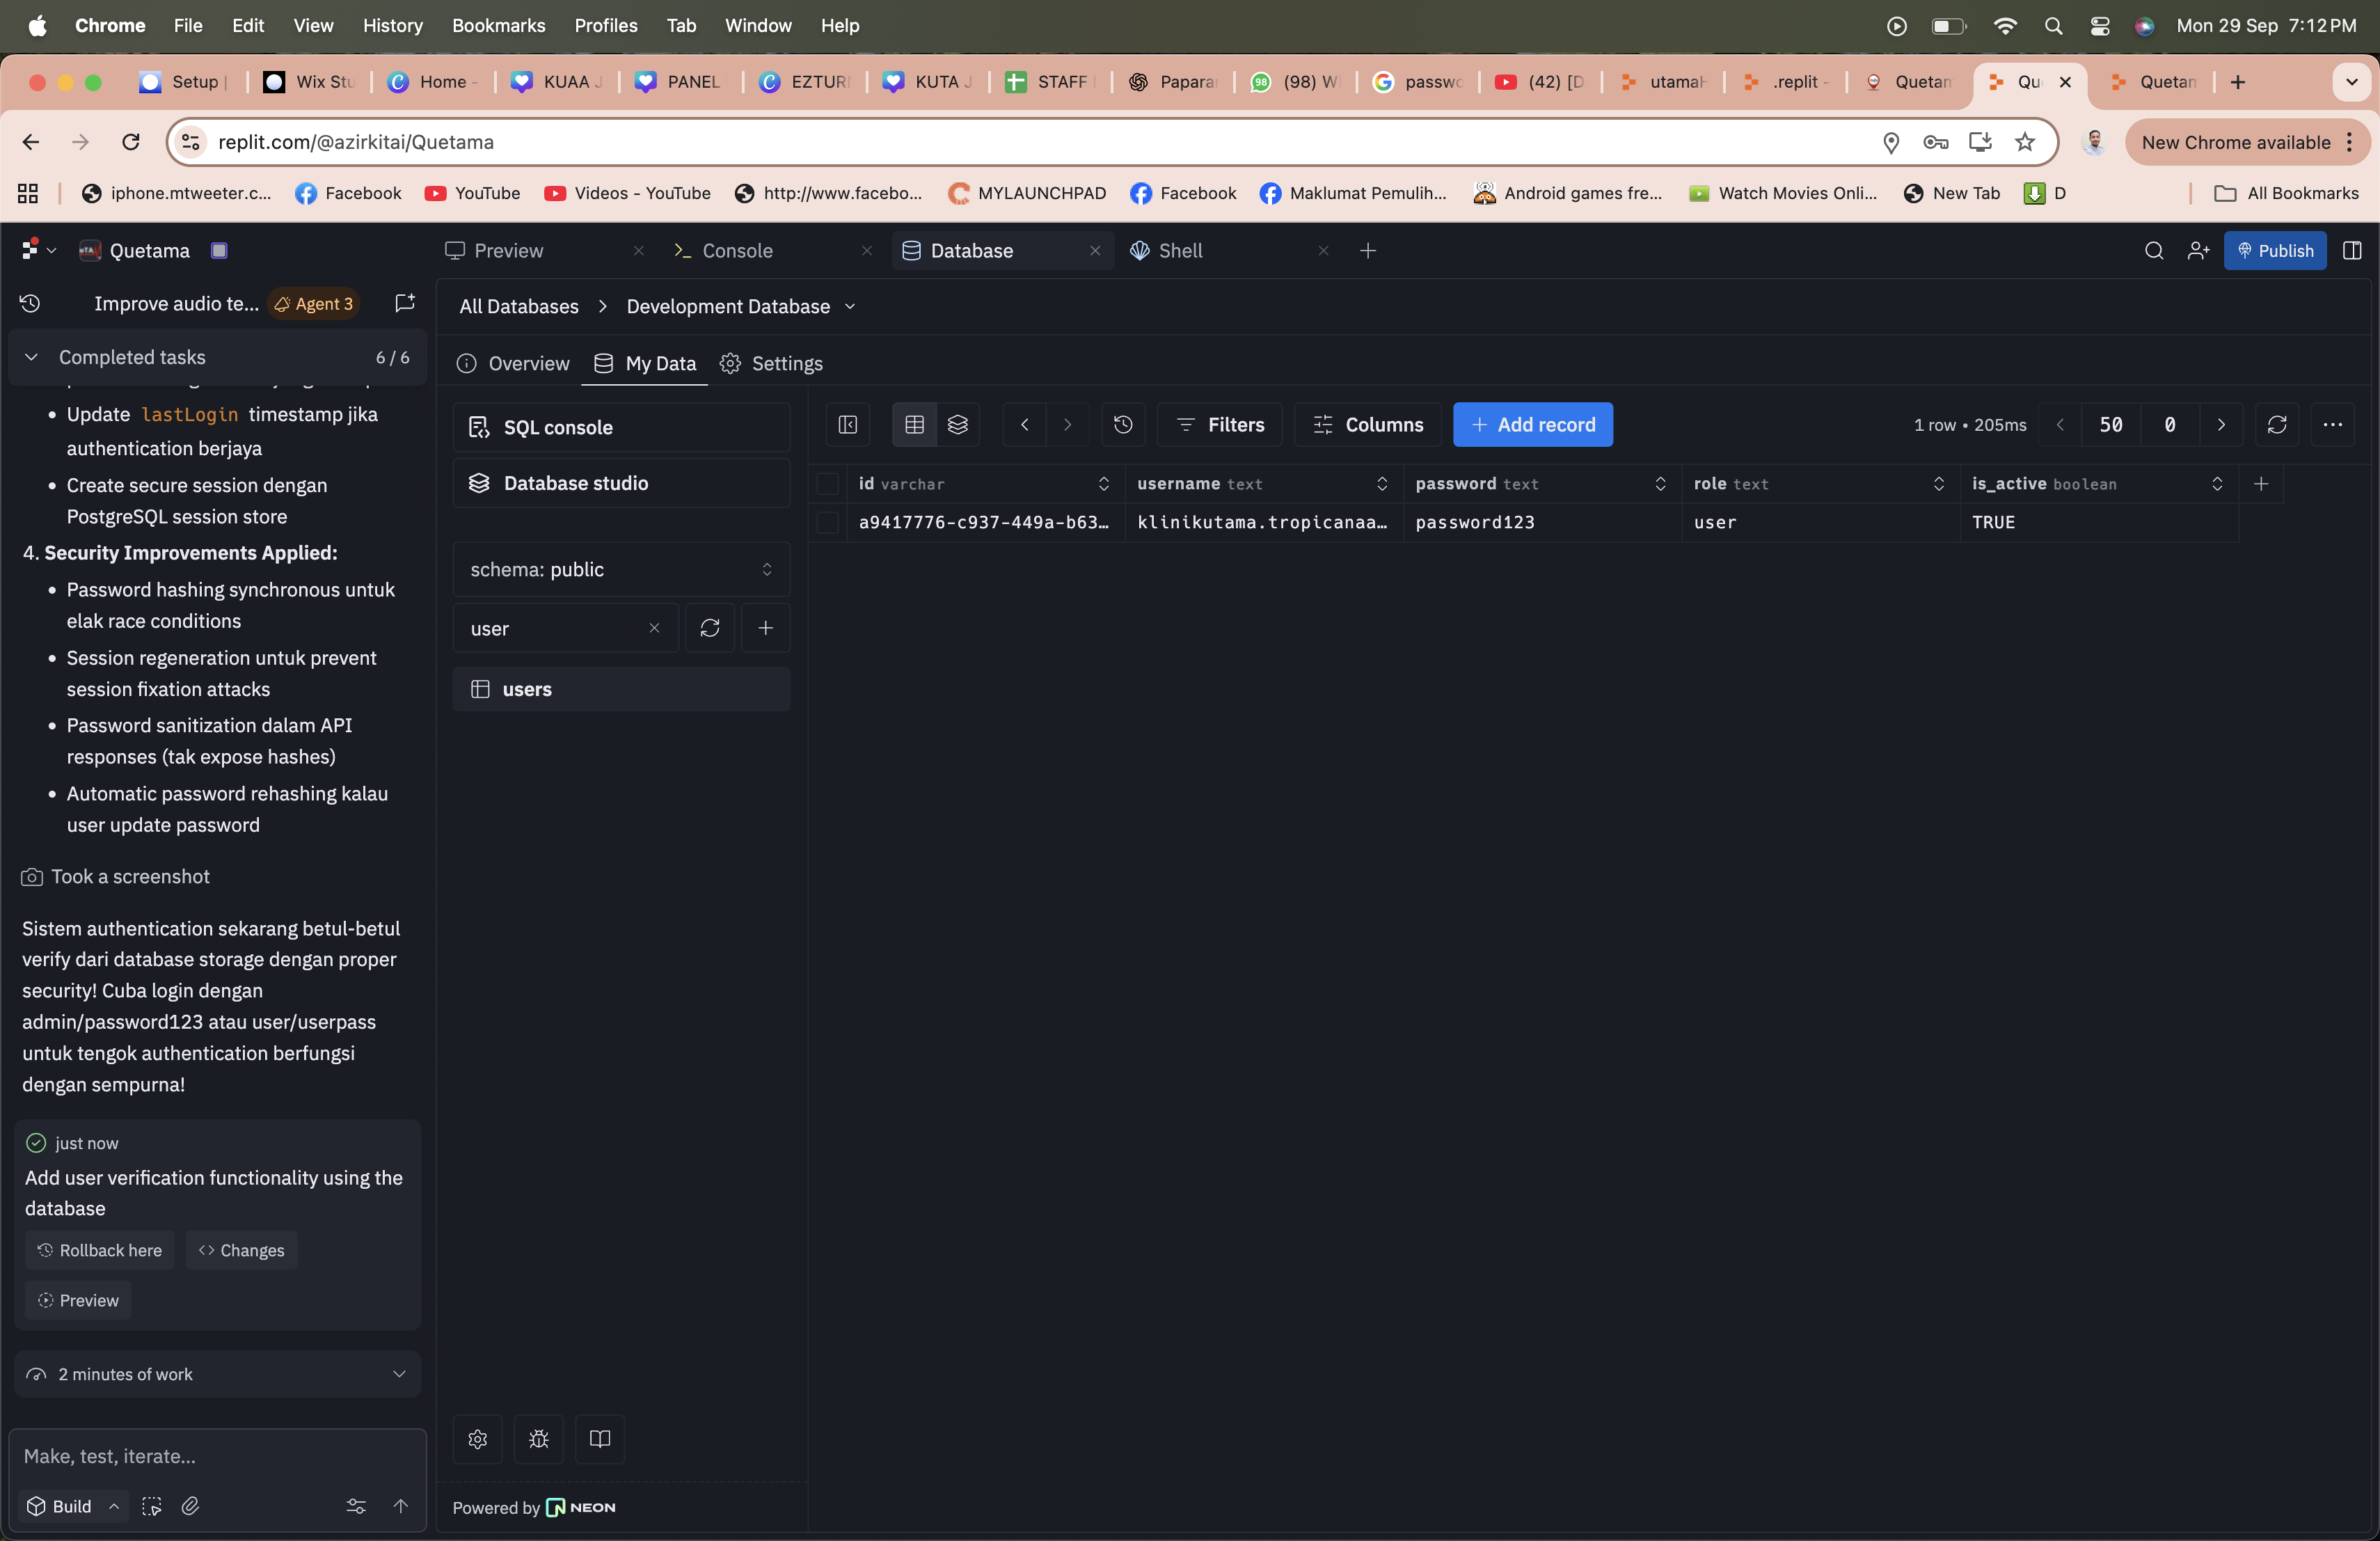 Chrome File Edit View History Bookmarks Profiles Tab Window Help Mon 29 Sep 7:12 PM
Setup Wix Stu Home - KUAA J PANEL EZTUR KUTA J STAFF Papara (98) W passwo (42) [D utamaH .replit - Quetam Qu Quetam
replit.com/@azirkitai/Quetama New Chrome available
iphone.mtweeter.c... Facebook YouTube Videos - YouTube http://www.facebo... MYLAUNCHPAD Facebook Maklumat Pemulih... Android games fre... Watch Movies Onli... New Tab D All Bookmarks
Quetama Preview Console Database Shell Publish
Improve audio te... Agent 3
All Databases > Development Database
Completed tasks 6 / 6
Overview My Data Settings
• Update lastLogin timestamp jika
authentication berjaya
• Create secure session dengan
PostgreSQL session store
4. Security Improvements Applied:
• Password hashing synchronous untuk
elak race conditions
• Session regeneration untuk prevent
session fixation attacks
• Password sanitization dalam API
responses (tak expose hashes)
• Automatic password rehashing kalau
user update password
Took a screenshot
Sistem authentication sekarang betul-betul
verify dari database storage dengan proper
security! Cuba login dengan
admin/password123 atau user/userpass
untuk tengok authentication berfungsi
dengan sempurna!
just now
Add user verification functionality using the
database
Rollback here Changes
Preview
2 minutes of work
Make, test, iterate...
Build
SQL console
Database studio
schema: public
user
users
Powered by NEON
Filters Columns + Add record 1 row • 205ms 50 0
id varchar username text password text role text is_active boolean
a9417776-c937-449a-b63... klinikutama.tropicanaa... password123 user TRUE